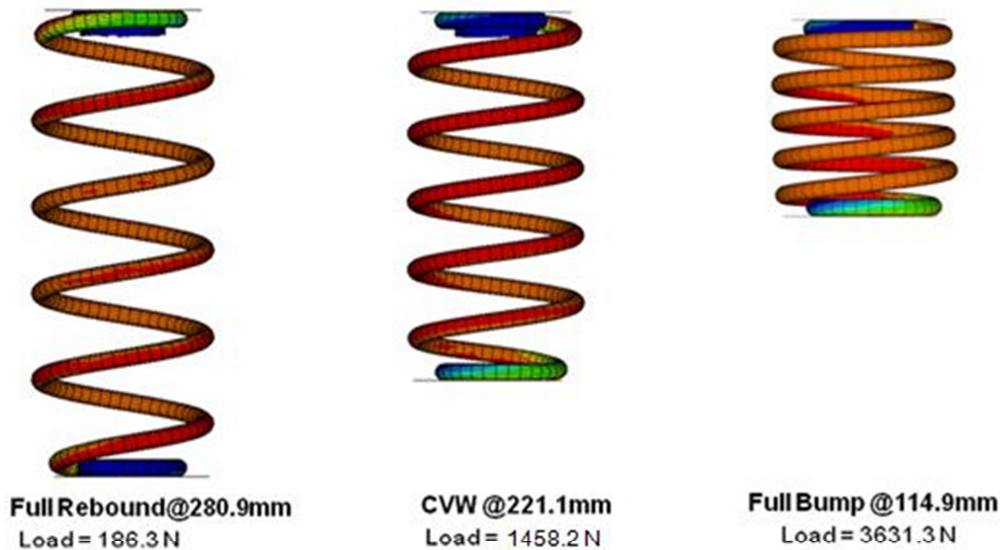 Full Rebound@280.9mm
Load = 186.3 N
CVW @221.1mm
Load = 1458.2 N
Full Bump @114.9mm
Load = 3631.3 N